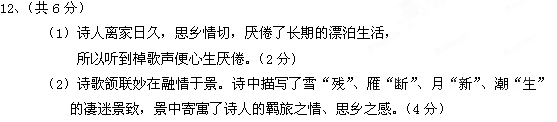 12、（共 6 分）
（1）诗人离家日久，思乡情切，厌倦了长期的漂泊生活，
所以听到棹歌声便心生厌倦。（2 分）
（2）诗歌颔联妙在融情于景．诗中描写了雪“残”、雁“断”、月“新”、潮“生”
的凄迷景致，景中寄寓了诗人的羁旅之情、思乡之感。（4 分）